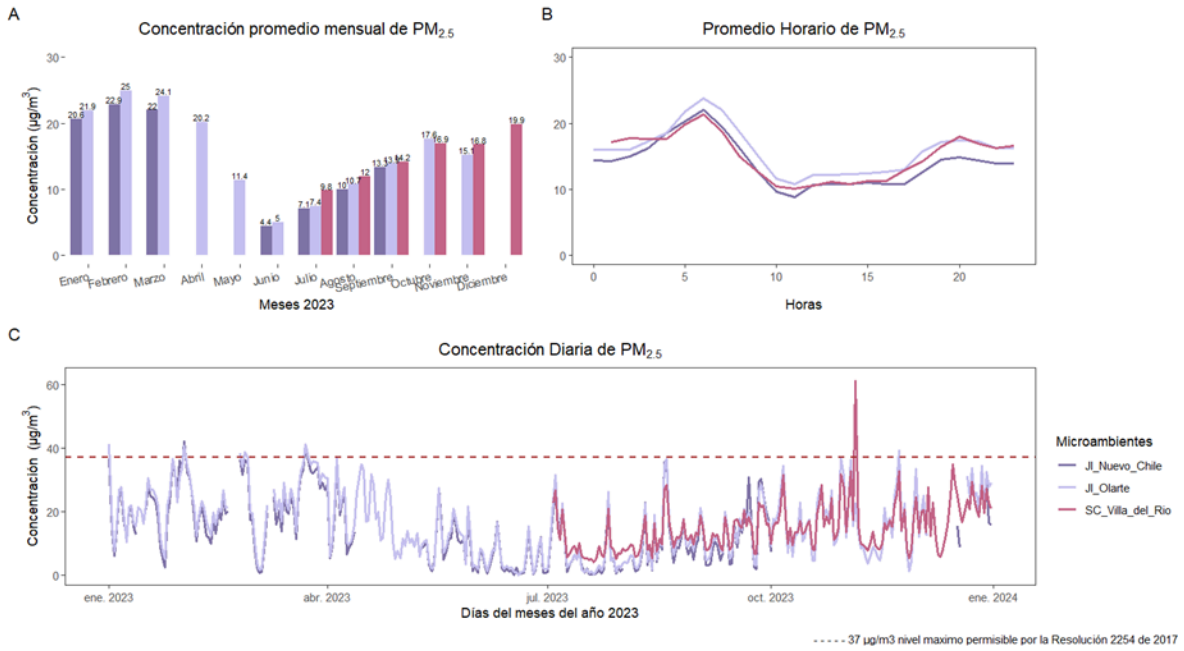 A
Concentración promedio mensual de PM2.5
Concentración (µg/m3)
30
20
10
0
20.6
21.9
22.9
25
22
24.1
20.2
11.4
4.4
5
7.1
7.4
9.8
10
10.7
12
14.2
17.6
16.9
15.1
16.8
19.9
Enero
Febrero
Marzo
Abril
Mayo
Junio
Julio
Agosto
Septiembre
Octubre
Noviembre
Diciembre
Meses 2023
B
Promedio Horario de PM2.5
30
20
10
0
0
5
10
15
20
Horas
C
Concentración Diaria de PM2.5
Concentración (µg/m3)
60
40
20
0
ene. 2023
abr. 2023
jul. 2023
oct. 2023
ene. 2024
Días del meses del año 2023
Microambientes
JI_Nuevo_Chile
JI_Olarte
SC_Villa_del_Rio
----- 37 µg/m3 nivel maximo permisible por la Resolución 2254 de 2017